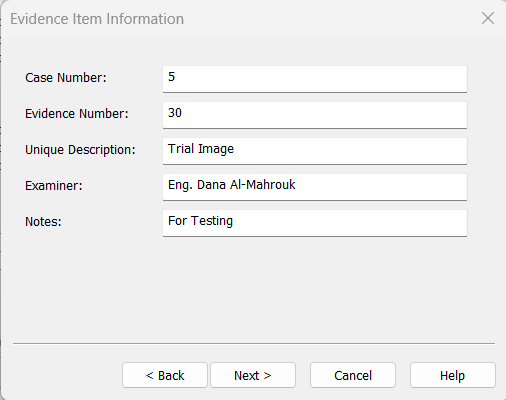 Evidence Item Information
Case Number: 5
Evidence Number: 30
Unique Description: Trial Image
Examiner: Eng. Dana Al-Mahrouk
Notes: For Testing
< Back Next > Cancel Help